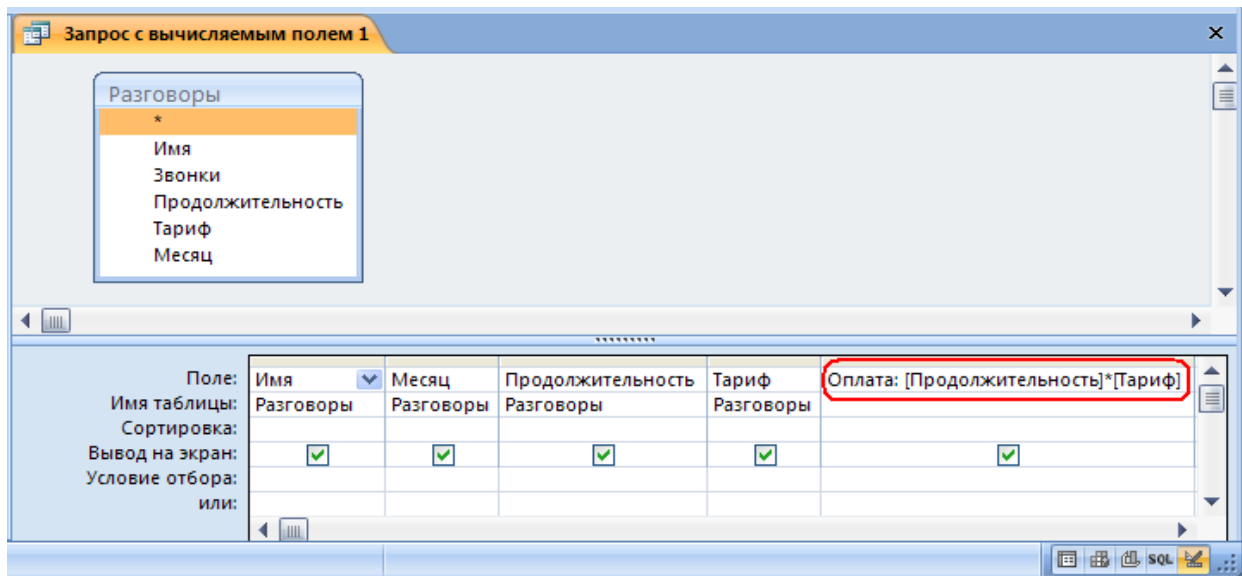 Запрос с вычисляемым полем 1
Разговоры
*
Имя
Звонки
Продолжительность
Тариф
Месяц
Поле: Имя Месяц Продолжительность Тариф Оплата: [Продолжительность]*[Тариф]
Имя таблицы: Разговоры Разговоры Разговоры Разговоры
Сортировка:
Вывод на экран:
Условие отбора:
или:
SQL